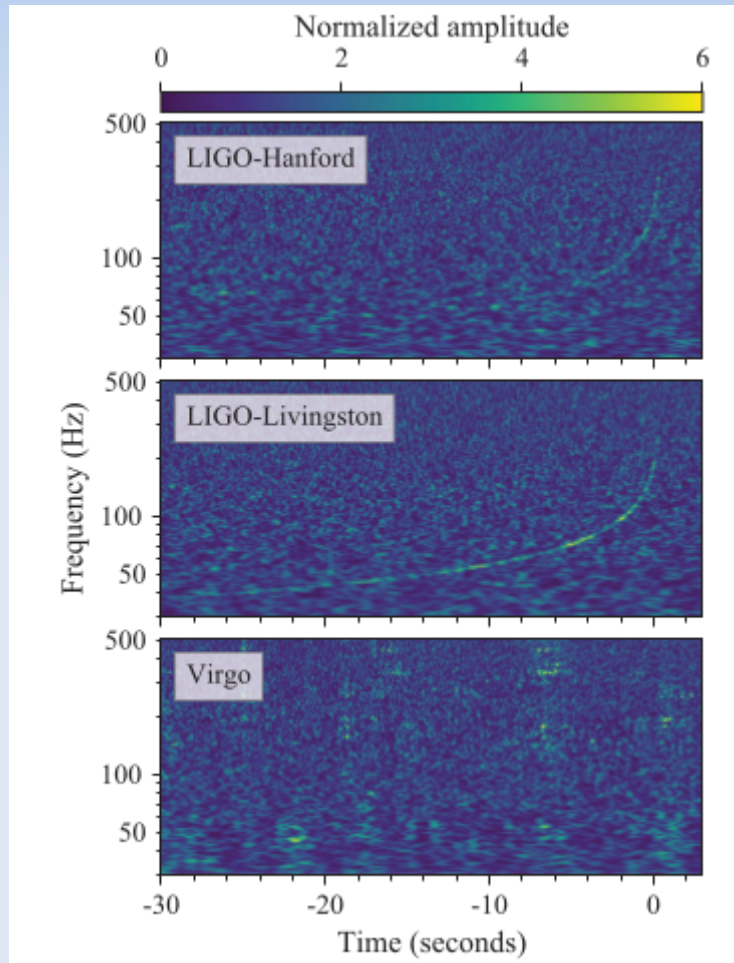 Normalized amplitude
0 2 4 6
500
LIGO-Hanford
100
50
500
LIGO-Livingston
100
50
Frequency (Hz)
500
Virgo
100
50
-30 -20 -10 0
Time (seconds)